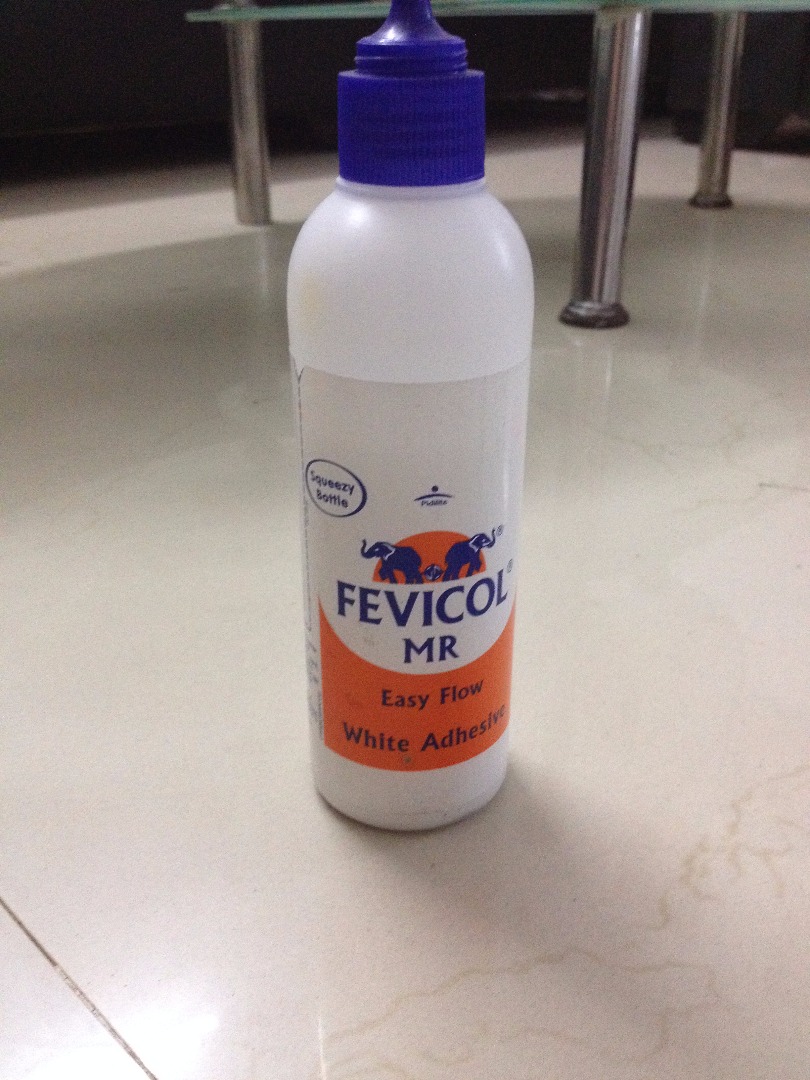 Squeezy
Bottle
Pidilite
FEVICOL®
MR
Easy Flow
White Adhesive